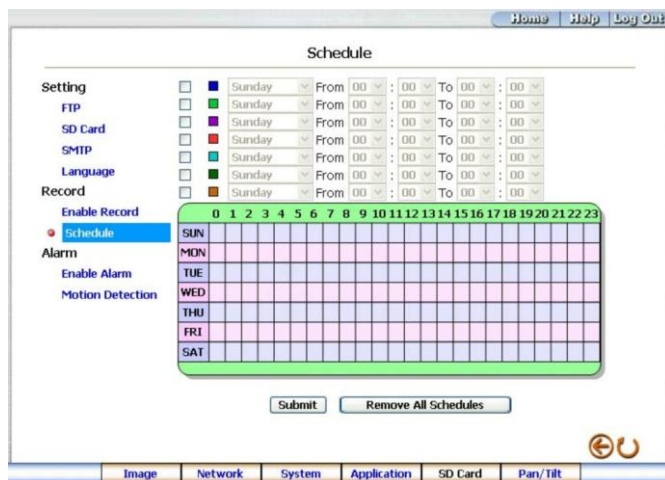 Home Help Log Out
Schedule
Setting
FTP
SD Card
SMTP
Language
Record
Enable Record
Schedule
Alarm
Enable Alarm
Motion Detection
Sunday From 00 : 00 To 00 : 00
Sunday From 00 : 00 To 00 : 00
Sunday From 00 : 00 To 00 : 00
Sunday From 00 : 00 To 00 : 00
Sunday From 00 : 00 To 00 : 00
Sunday From 00 : 00 To 00 : 00
Sunday From 00 : 00 To 00 : 00
0 1 2 3 4 5 6 7 8 9 10 11 12 13 14 15 16 17 18 19 20 21 22 23
SUN
MON
TUE
WED
THU
FRI
SAT
Submit Remove All Schedules
Image Network System Application SD Card Pan/Tilt